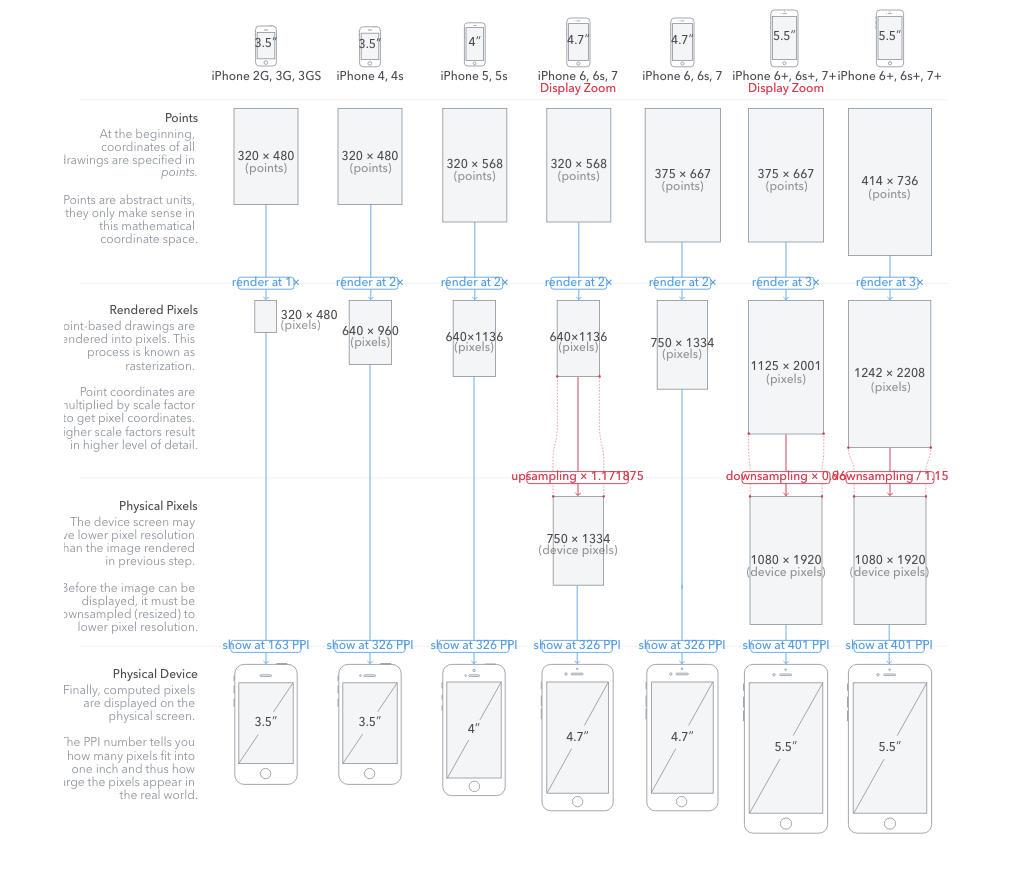 3.5″ 3.5″ 4″ 4.7″ 4.7″ 5.5″ 5.5″
iPhone 2G, 3G, 3GS iPhone 4, 4s iPhone 5, 5s iPhone 6, 6s, 7 iPhone 6, 6s, 7 iPhone 6+, 6s+, 7+ iPhone 6+, 6s+, 7+
Display Zoom Display Zoom
Points
At the beginning,
coordinates of all
drawings are specified in
points.
Points are abstract units,
they only make sense in
this mathematical
coordinate space.
320 × 480 320 × 480 320 × 568 320 × 568 375 × 667 375 × 667 414 × 736
(points) (points) (points) (points) (points) (points) (points)
render at 1× render at 2× render at 2× render at 2× render at 2× render at 3× render at 3×
Rendered Pixels
oint-based drawings are
endered into pixels. This
process is known as
rasterization.
Point coordinates are
nultiplied by scale factor
to get pixel coordinates.
igher scale factors result
in higher level of detail.
320 × 480 640 × 960 640×1136 640×1136 750 × 1334 1125 × 2001 1242 × 2208
(pixels) (pixels) (pixels) (pixels) (pixels) (pixels) (pixels)
upsampling × 1.171875 downsampling × 0.96 downsampling / 1.15
Physical Pixels
The device screen may
ve lower pixel resolution
han the image rendered
in previous step.
Before the image can be
displayed, it must be
ownsampled (resized) to
lower pixel resolution.
750 × 1334 1080 × 1920 1080 × 1920
(device pixels) (device pixels) (device pixels)
show at 163 PPI show at 326 PPI show at 326 PPI show at 326 PPI show at 326 PPI show at 401 PPI show at 401 PPI
Physical Device
Finally, computed pixels
are displayed on the
physical screen.
The PPI number tells you
how many pixels fit into
one inch and thus how
arge the pixels appear in
the real world.
3.5″ 3.5″ 4″ 4.7″ 4.7″ 5.5″ 5.5″